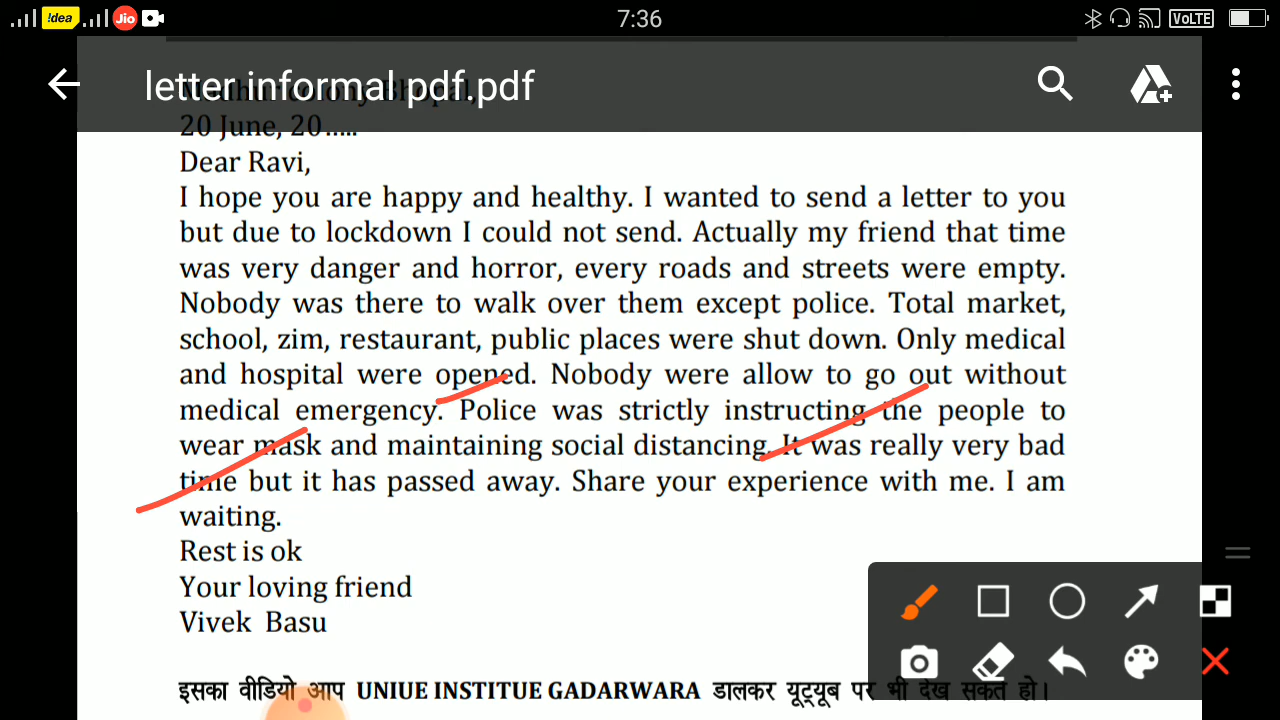 !dea Jio 7:36 VoLTE
letter informal pdf.pdf
colony Bhopal,
20 June, 20.....
Dear Ravi,
I hope you are happy and healthy. I wanted to send a letter to you
but due to lockdown I could not send. Actually my friend that time
was very danger and horror, every roads and streets were empty.
Nobody was there to walk over them except police. Total market,
school, zim, restaurant, public places were shut down. Only medical
and hospital were opened. Nobody were allow to go out without
medical emergency. Police was strictly instructing the people to
wear mask and maintaining social distancing. It was really very bad
time but it has passed away. Share your experience with me. I am
waiting.
Rest is ok
Your loving friend
Vivek Basu
इसका वीडियो आप UNIUE INSTITUE GADARWARA डालकर यूट्यूब पर भी देख सकते हो।